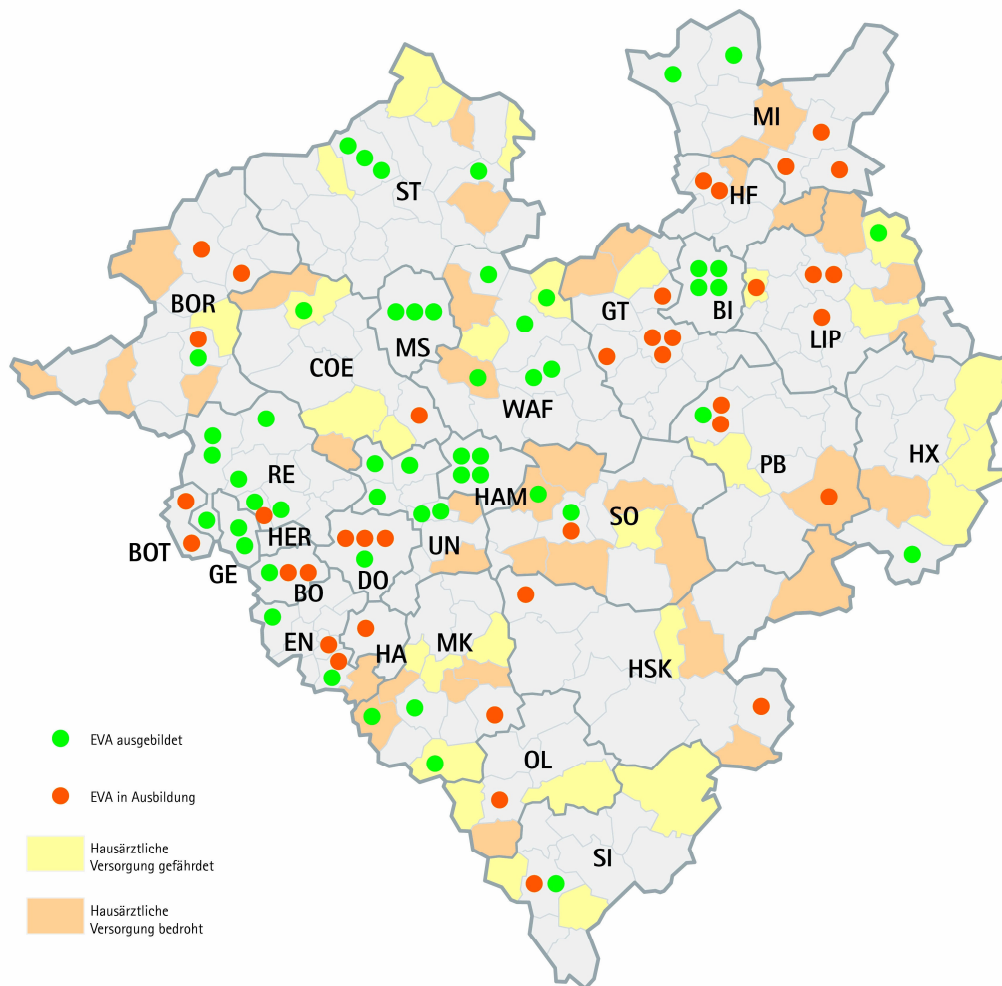 MI
ST
HF
BOR
GT
BI
MS
LIP
COE
WAF
HX
PB
RE
HAM
SO
HER
UN
BOT
GE
DO
BO
EN
HA
MK
HSK
OL
SI
EVA ausgebildet
EVA in Ausbildung
Hausärztliche
Versorgung gefährdet
Hausärztliche
Versorgung bedroht